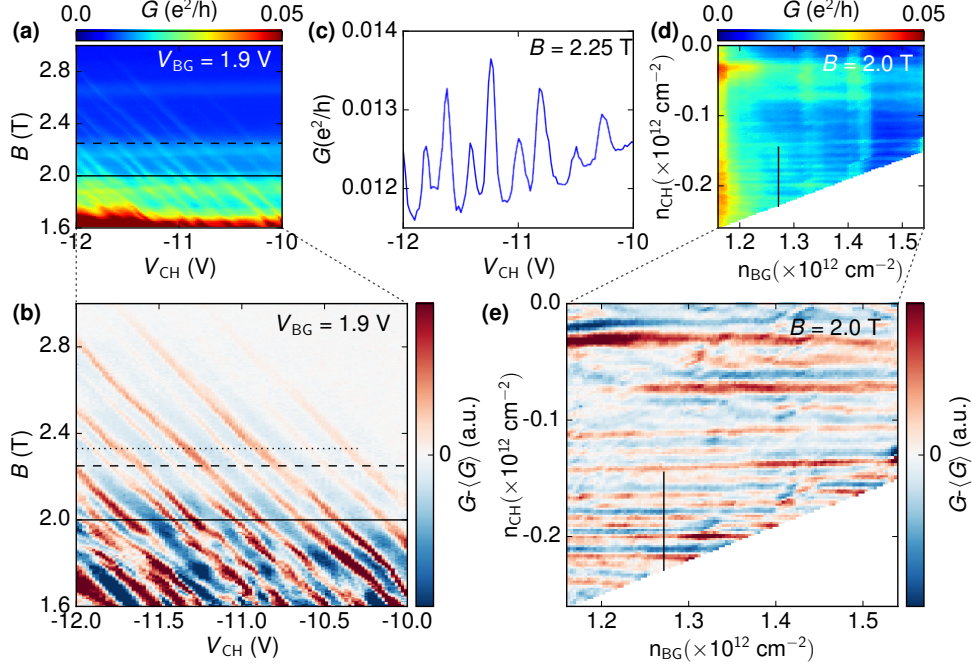 G (e²/h)
0.0
0.05
(a)
V_BG = 1.9 V
B (T)
2.8
2.4
2.0
1.6
-12
-11
-10
V_CH (V)
(c)
B = 2.25 T
G(e²/h)
0.014
0.013
0.012
-12
-11
-10
V_CH (V)
G (e²/h)
0.0
0.05
(d)
B = 2.0 T
n_CH(×10¹² cm⁻²)
0.0
-0.1
-0.2
1.2
1.3
1.4
1.5
n_BG(×10¹² cm⁻²)
(b)
V_BG = 1.9 V
B (T)
2.8
2.4
2.0
1.6
-12.0
-11.5
-11.0
-10.5
-10.0
V_CH (V)
0
G-⟨G⟩ (a.u.)
(e)
B = 2.0 T
n_CH(×10¹² cm⁻²)
0.0
-0.1
-0.2
1.2
1.3
1.4
1.5
n_BG(×10¹² cm⁻²)
0
G-⟨G⟩ (a.u.)